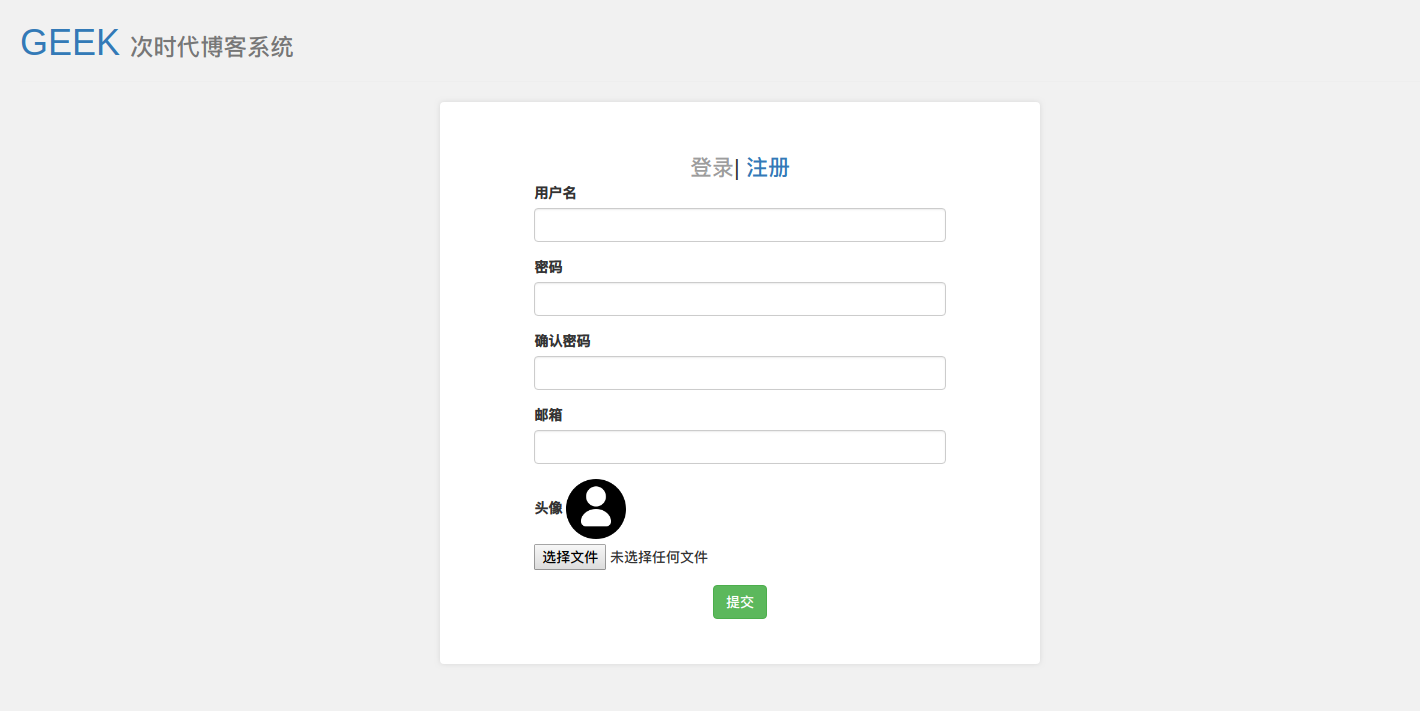 GEEK 次时代博客系统
登录| 注册
用户名
密码
确认密码
邮箱
头像
选择文件 未选择任何文件
提交